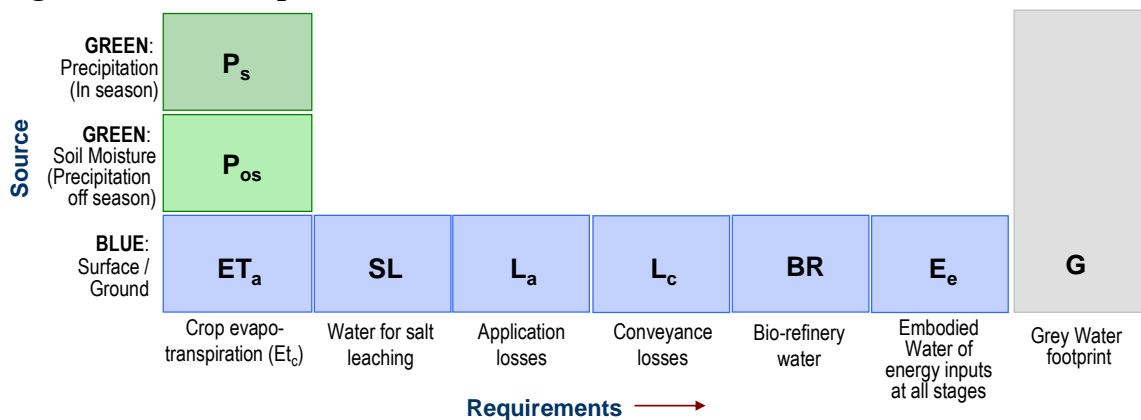 GREEN:
Precipitation
(In season)
Ps
GREEN:
Soil Moisture
(Precipitation
off season)
Pos
Source
BLUE:
Surface /
Ground
ETa
SL
La
Lc
BR
Ee
G
Crop evapo-
transpiration (Etc)
Water for salt
leaching
Application
losses
Conveyance
losses
Bio-refinery
water
Embodied
Water of
energy inputs
at all stages
Grey Water
footprint
Requirements